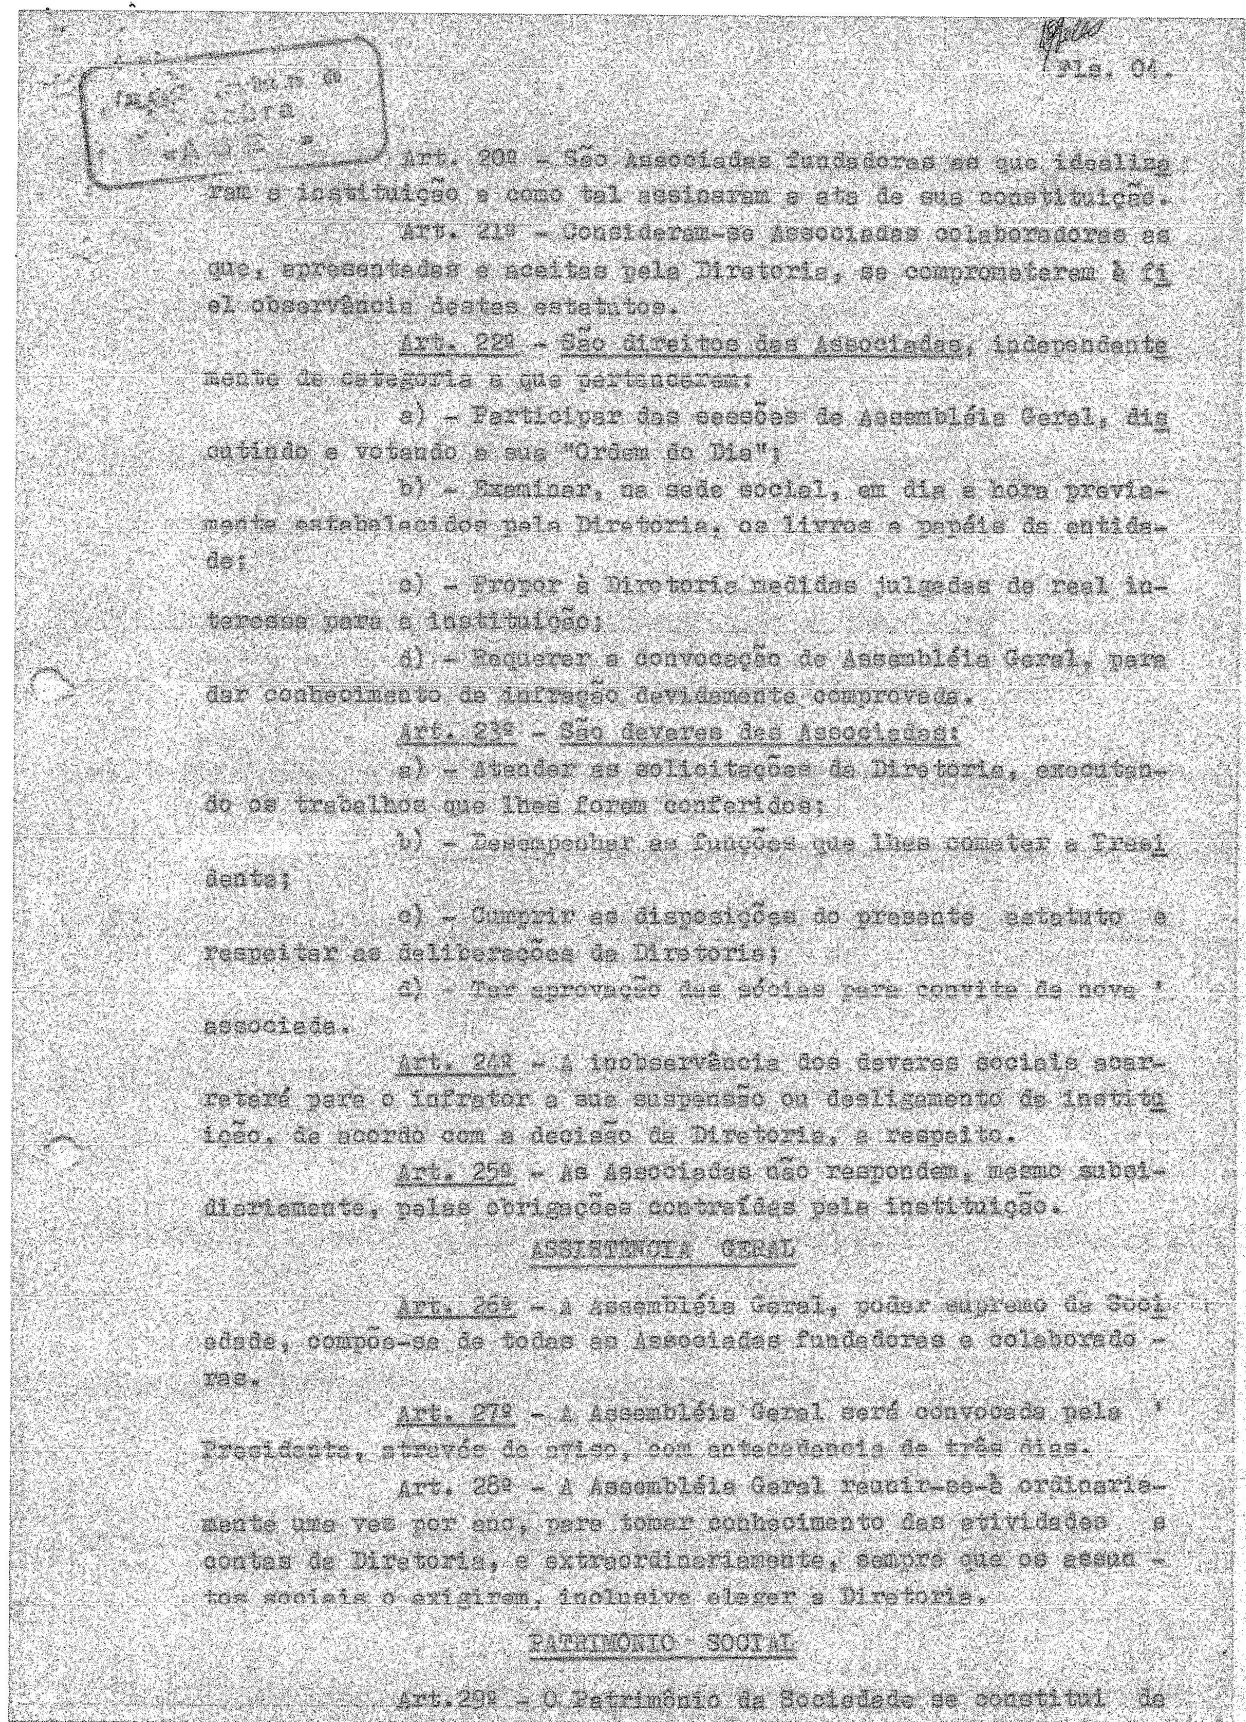 Fls. 04.
Art. 20º - São Associadas fundadoras as que idealiza
ram a instituição e como tal assinaram a ata de sua constituição.
Art. 21º - Consideram-se Associadas colaboradoras as
que, apresentadas e aceitas pela Diretoria, se comprometerem à fi
el observância destes estatutos.
Art. 22º - São direitos das Associadas, independente
mente da categoria a que pertencerem:
a) - Participar das sessões de Assembléia Geral, dis
cutindo e votando a sua "Ordem do Dia";
b) - Examinar, na sede social, em dia e hora previa-
mente estabelecidos pela Diretoria, os livros e papéis da entida-
de;
c) - Propor à Diretoria medidas julgadas de real in-
teresse para a instituição;
d) - Requerer a convocação de Assembléia Geral, para
dar conhecimento de infração devidamente comprovada.
Art. 23º - São deveres das Associadas:
a) - Atender as solicitações da Diretoria, executan-
do os trabalhos que lhes forem conferidos;
b) - Desempenhar as funções que lhes cometer a Presi
dente;
c) - Cumprir as disposições do presente estatuto e
respeitar as deliberações da Diretoria;
d) - Ter aprovação das sócias para convite de nova '
associada.
Art. 24º - A inobservância dos deveres sociais acar-
retará para o infrator a sua suspensão ou desligamento da institu
ição, de acordo com a decisão da Diretoria, a respeito.
Art. 25º - As Associadas não respondem, mesmo subsi-
diariamente, pelas obrigações contraídas pela instituição.
ASSISTENCIA GERAL
Art. 26º - A Assembléia Geral, poder supremo da Soci
edade, compõe-se de todas as Associadas fundadoras e colaborado -
ras.
Art. 27º - A Assembléia Geral será convocada pela '
Presidente, através de aviso, com antecedencia de três dias.
Art. 28º - A Assembléia Geral reunir-se-à ordinaria-
mente uma vez por ano, para tomar conhecimento das atividades e
contas da Diretoria, e extraordinariamente, sempre que os assun -
tos sociais o exigirem, inclusive eleger a Diretoria.
PATRIMÔNIO SOCIAL
Art.29º - O Patrimônio da Sociedade se constitui de